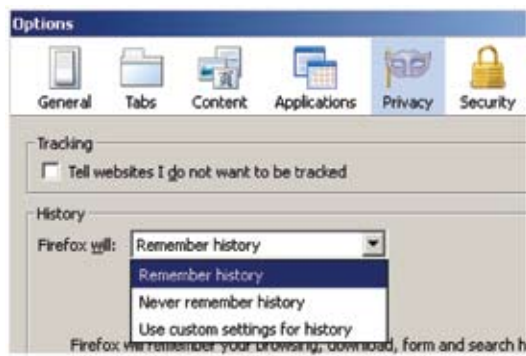 Options
General Tabs Content Applications Privacy Security
Tracking
Tell websites I do not want to be tracked
History
Firefox will: Remember history
Remember history
Never remember history
Use custom settings for history
Firefox will remember your browsing, download, form and search h